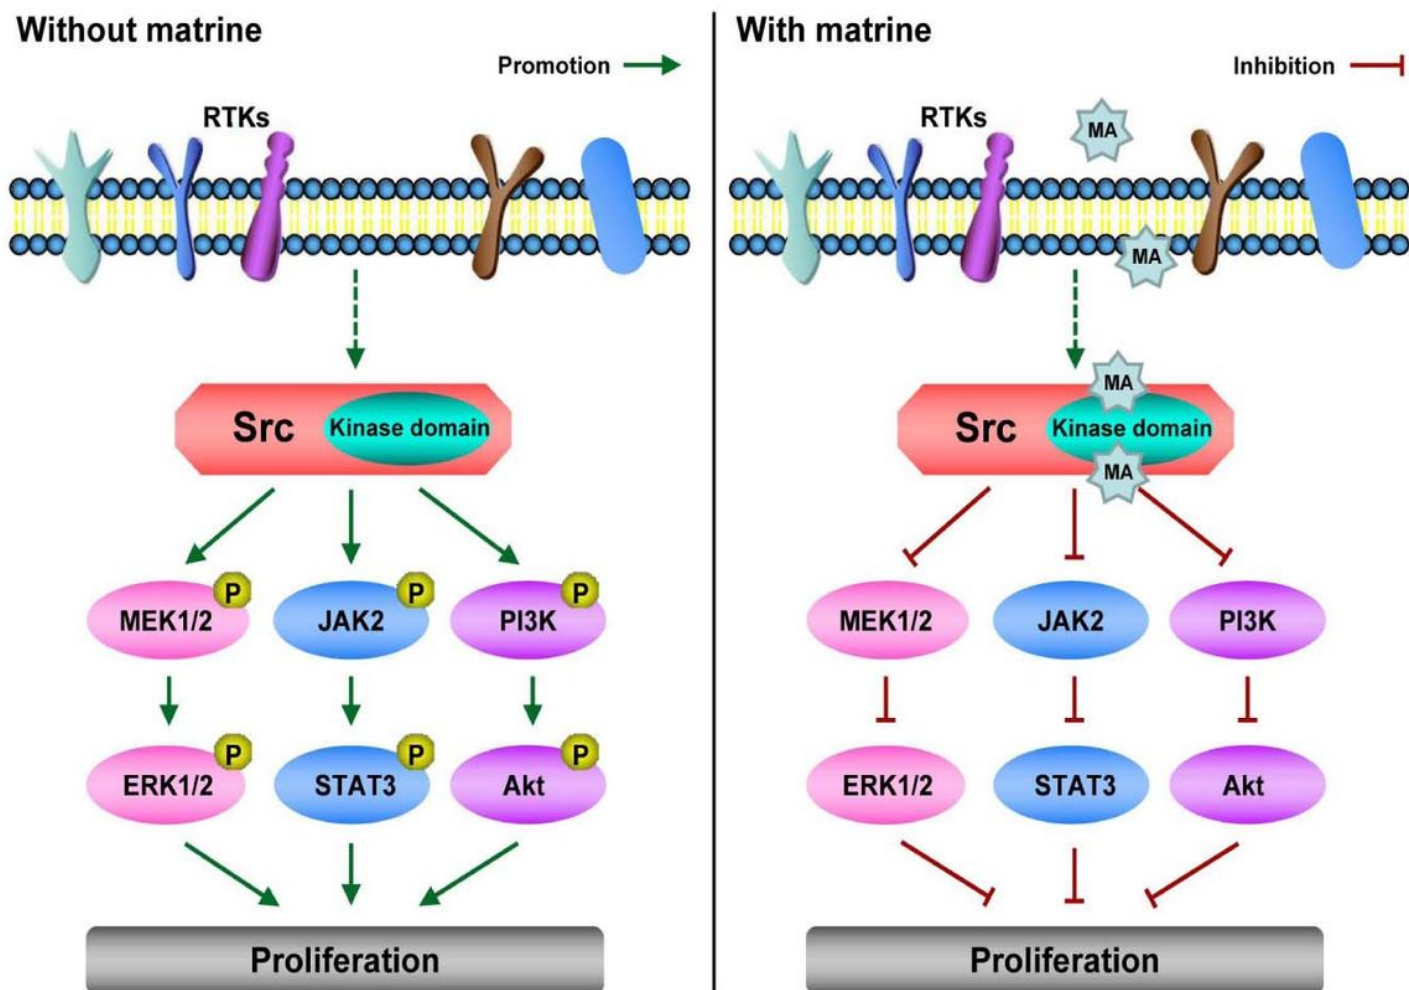 Without matrine
Promotion
RTKs
Src
Kinase domain
P
P
P
MEK1/2
JAK2
PI3K
P
P
P
ERK1/2
STAT3
Akt
Proliferation
With matrine
Inhibition
RTKs
MA
MA
MA
Src
Kinase domain
MA
MEK1/2
JAK2
PI3K
ERK1/2
STAT3
Akt
Proliferation